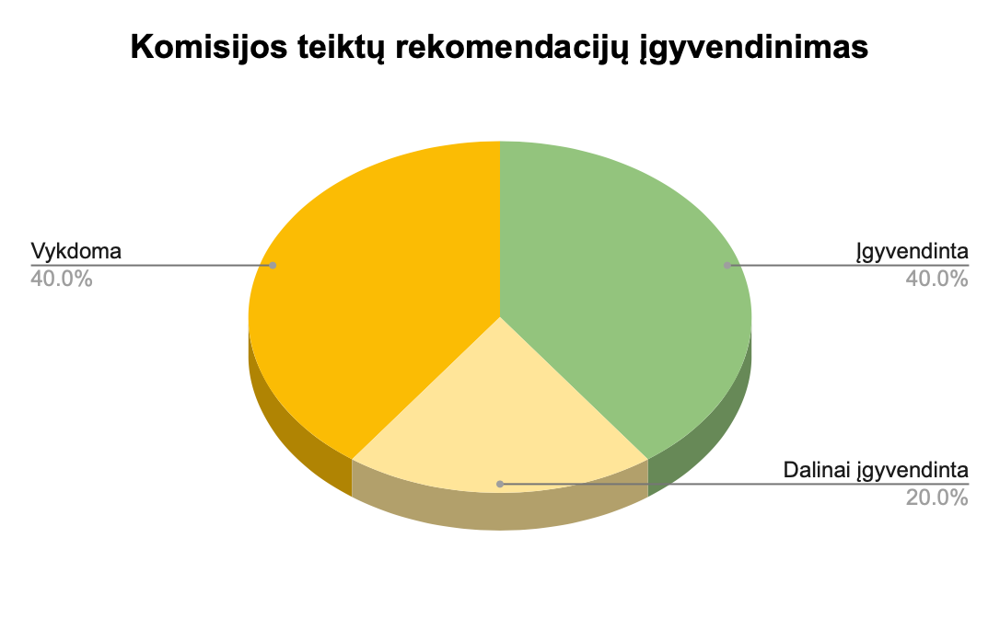 Komisijos teiktų rekomendacijų įgyvendinimas
Vykdoma
40.0%
Įgyvendinta
40.0%
Dalinai įgyvendinta
20.0%